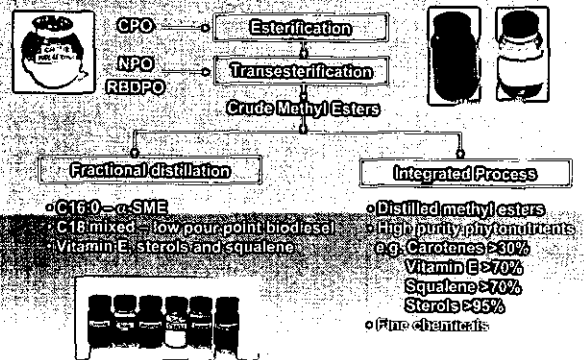 CPO
Esterification
NPO
RBDPO
Transesterification
Crude Methyl Esters
Fractional distillation
• C16:0 – α-SME
• C18 mixed – low pour point biodiesel
• Vitamin E, sterols and squalene
Integrated Process
• Distilled methyl esters
• High purity phytonutrients
e.g. Carotenes >30%
Vitamin E >70%
Squalene >70%
Sterols >95%
• Fine chemicals